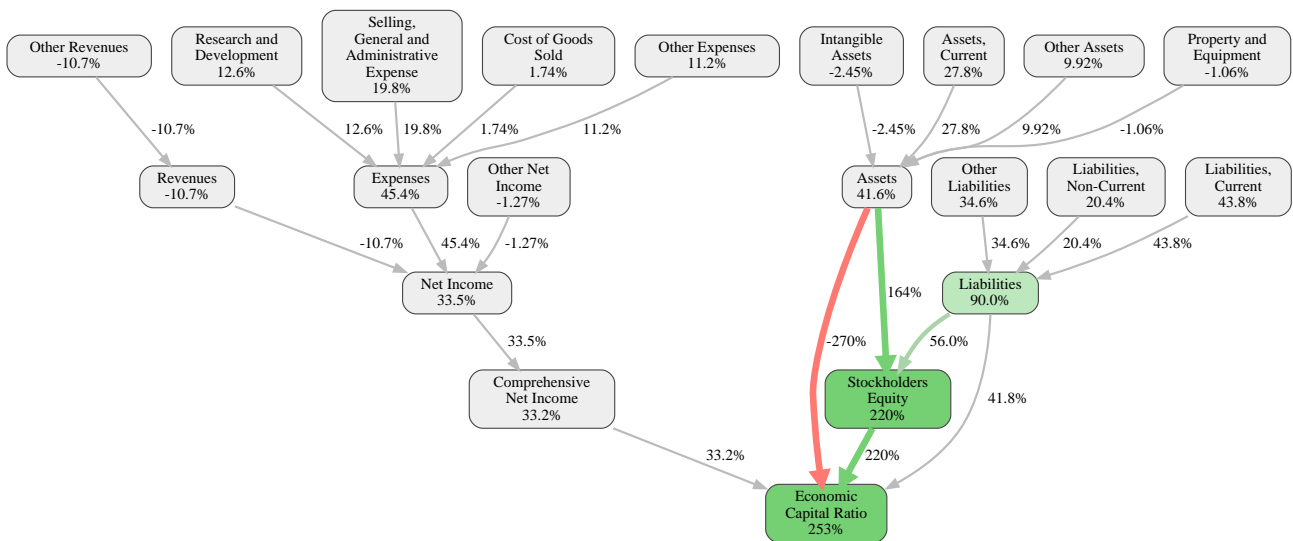 Other Revenues
-10.7%
Research and
Development
12.6%
Selling,
General and
Administrative
Expense
19.8%
Cost of Goods
Sold
1.74%
Other Expenses
11.2%
Intangible
Assets
-2.45%
Assets,
Current
27.8%
Other Assets
9.92%
Property and
Equipment
-1.06%
-10.7%
12.6%
19.8%
1.74%
11.2%
-2.45%
27.8%
9.92%
-1.06%
Revenues
-10.7%
Expenses
45.4%
Other Net
Income
-1.27%
Assets
41.6%
Other
Liabilities
34.6%
Liabilities,
Non-Current
20.4%
Liabilities,
Current
43.8%
-10.7%
45.4%
-1.27%
34.6%
20.4%
43.8%
Net Income
33.5%
164%
Liabilities
90.0%
33.5%
-270%
56.0%
Comprehensive
Net Income
33.2%
Stockholders
Equity
220%
41.8%
33.2%
220%
Economic
Capital Ratio
253%